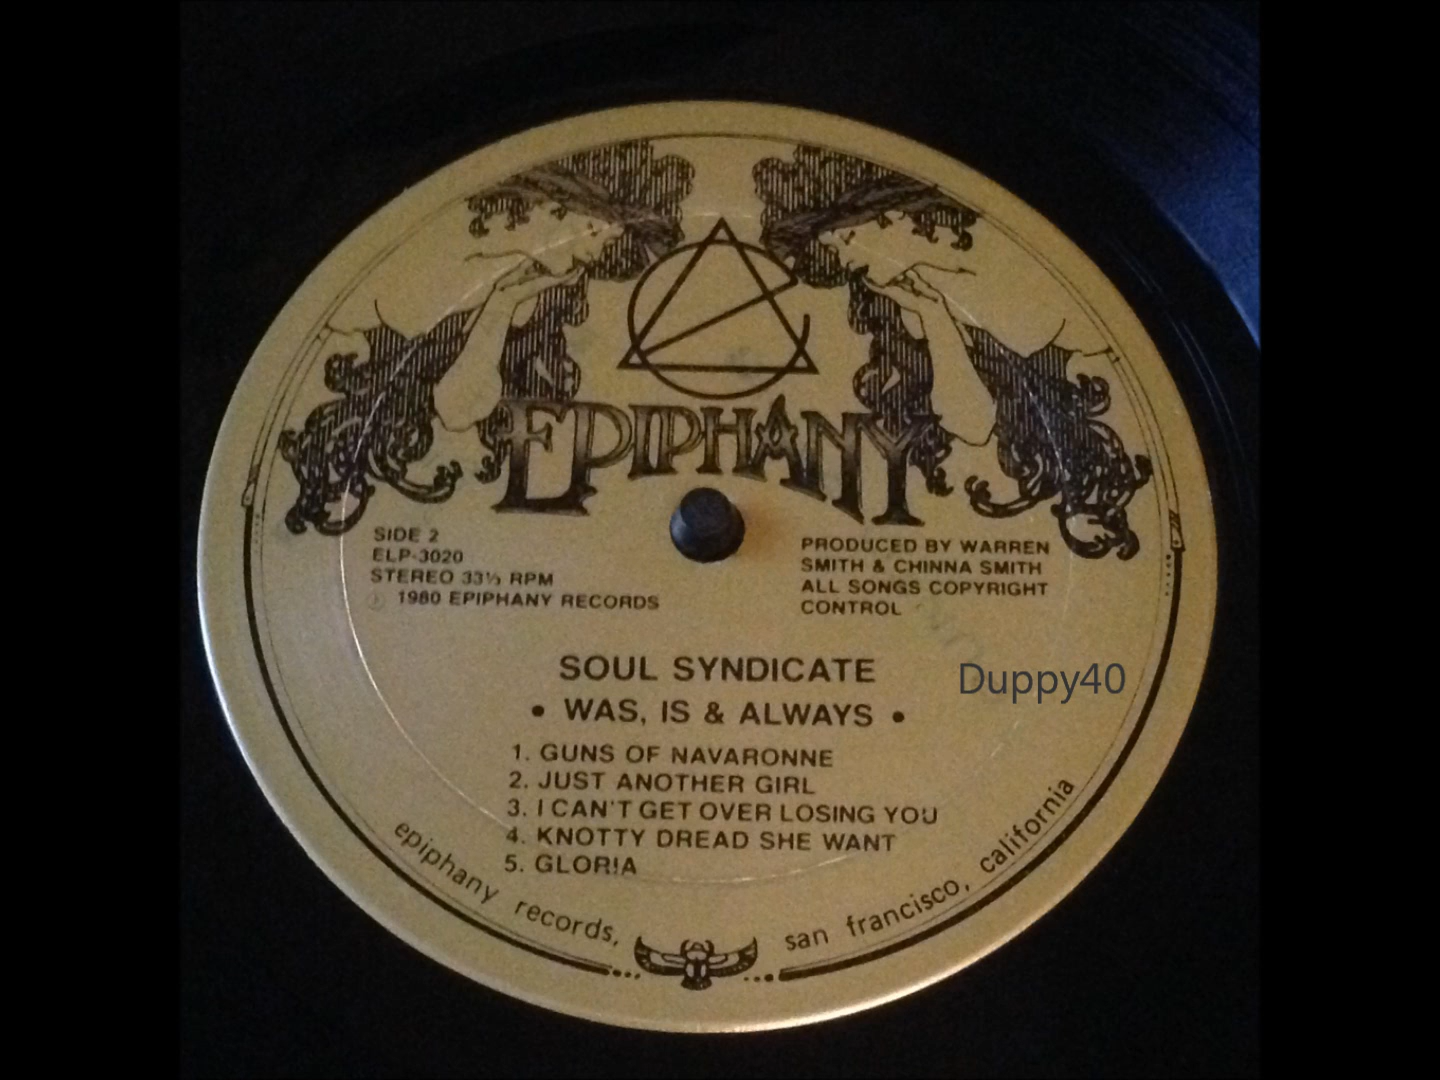 EPIPHANY
SIDE 2
ELP-3020
STEREO 33⅓ RPM
Ⓟ 1980 EPIPHANY RECORDS
PRODUCED BY WARREN
SMITH & CHINNA SMITH
ALL SONGS COPYRIGHT
CONTROL
SOUL SYNDICATE
• WAS, IS & ALWAYS •
Duppy40
1. GUNS OF NAVARONNE
2. JUST ANOTHER GIRL
3. I CAN'T GET OVER LOSING YOU
4. KNOTTY DREAD SHE WANT
5. GLORIA
epiphany records, san francisco, california